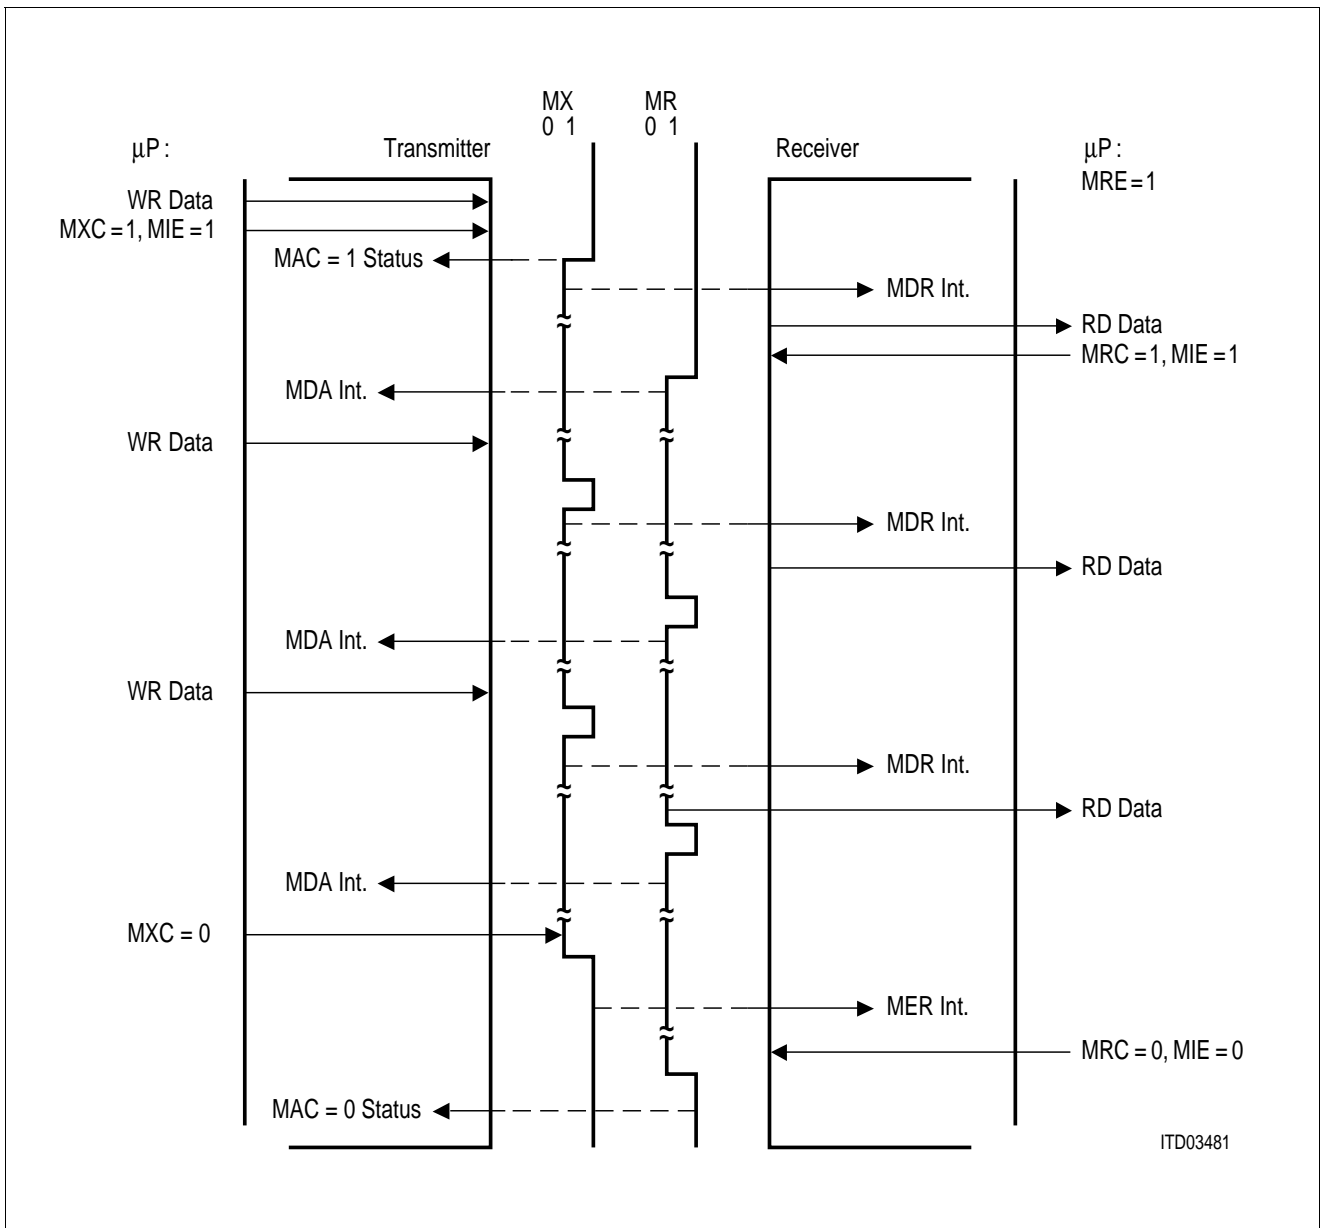 MX MR
0 1 0 1
μP : Transmitter Receiver μP :
MRE = 1
WR Data
MXC = 1, MIE = 1
MAC = 1 Status
MDR Int.
RD Data
MRC = 1, MIE = 1
MDA Int.
WR Data
MDR Int.
RD Data
MDA Int.
WR Data
MDR Int.
RD Data
MDA Int.
MXC = 0
MER Int.
MRC = 0, MIE = 0
MAC = 0 Status
ITD03481